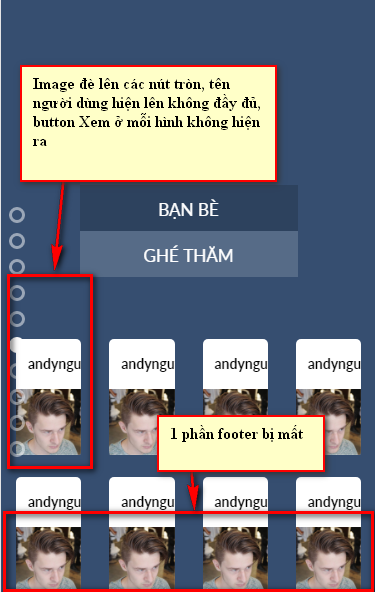 Image đè lên các nút tròn, tên
người dùng hiện lên không đầy đủ,
button Xem ở mỗi hình không hiện
ra
BẠN BÈ
GHÉ THĂM
andyngu
andyngu
andyngu
andyngu
1 phần footer bị mất
andyngu
andyngu
andyngu
andyngu